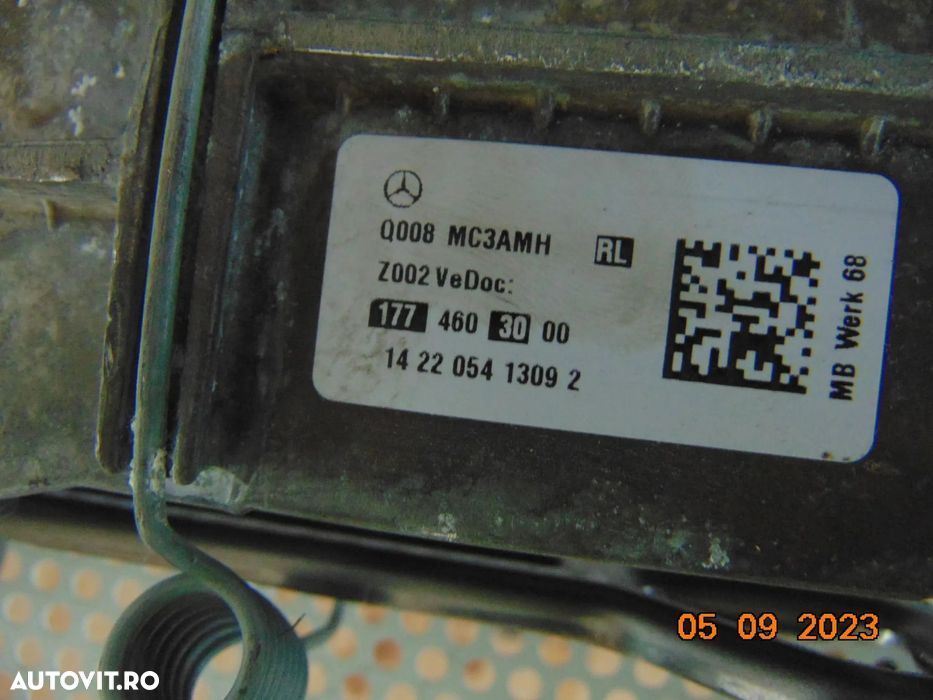 Q008 MC3AMH RL
Z002 VeDoc:
177 460 30 00
14 22 054 1309 2
MB Werk 68
05 09 2023
AUTOVIT.RO